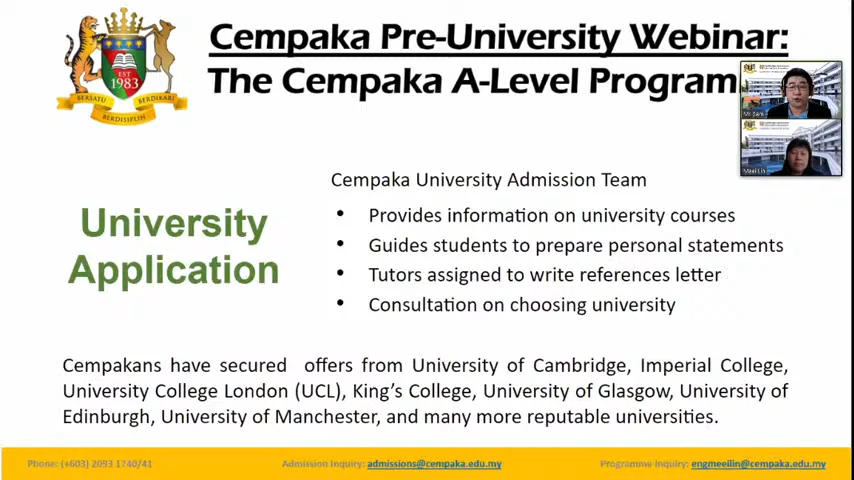 Cempaka Pre-University Webinar:
The Cempaka A-Level Program
EST
1983
BERSATU
BERDIKARI
BERDISIPLIN
University
Application
Cempaka University Admission Team
• Provides information on university courses
• Guides students to prepare personal statements
• Tutors assigned to write references letter
• Consultation on choosing university
Cempakans have secured offers from University of Cambridge, Imperial College,
University College London (UCL), King's College, University of Glasgow, University of
Edinburgh, University of Manchester, and many more reputable universities.
Phone: (+603) 2093 1740/41
Admission Inquiry: admissions@cempaka.edu.my
Programme Inquiry: engmeeilin@cempaka.edu.my